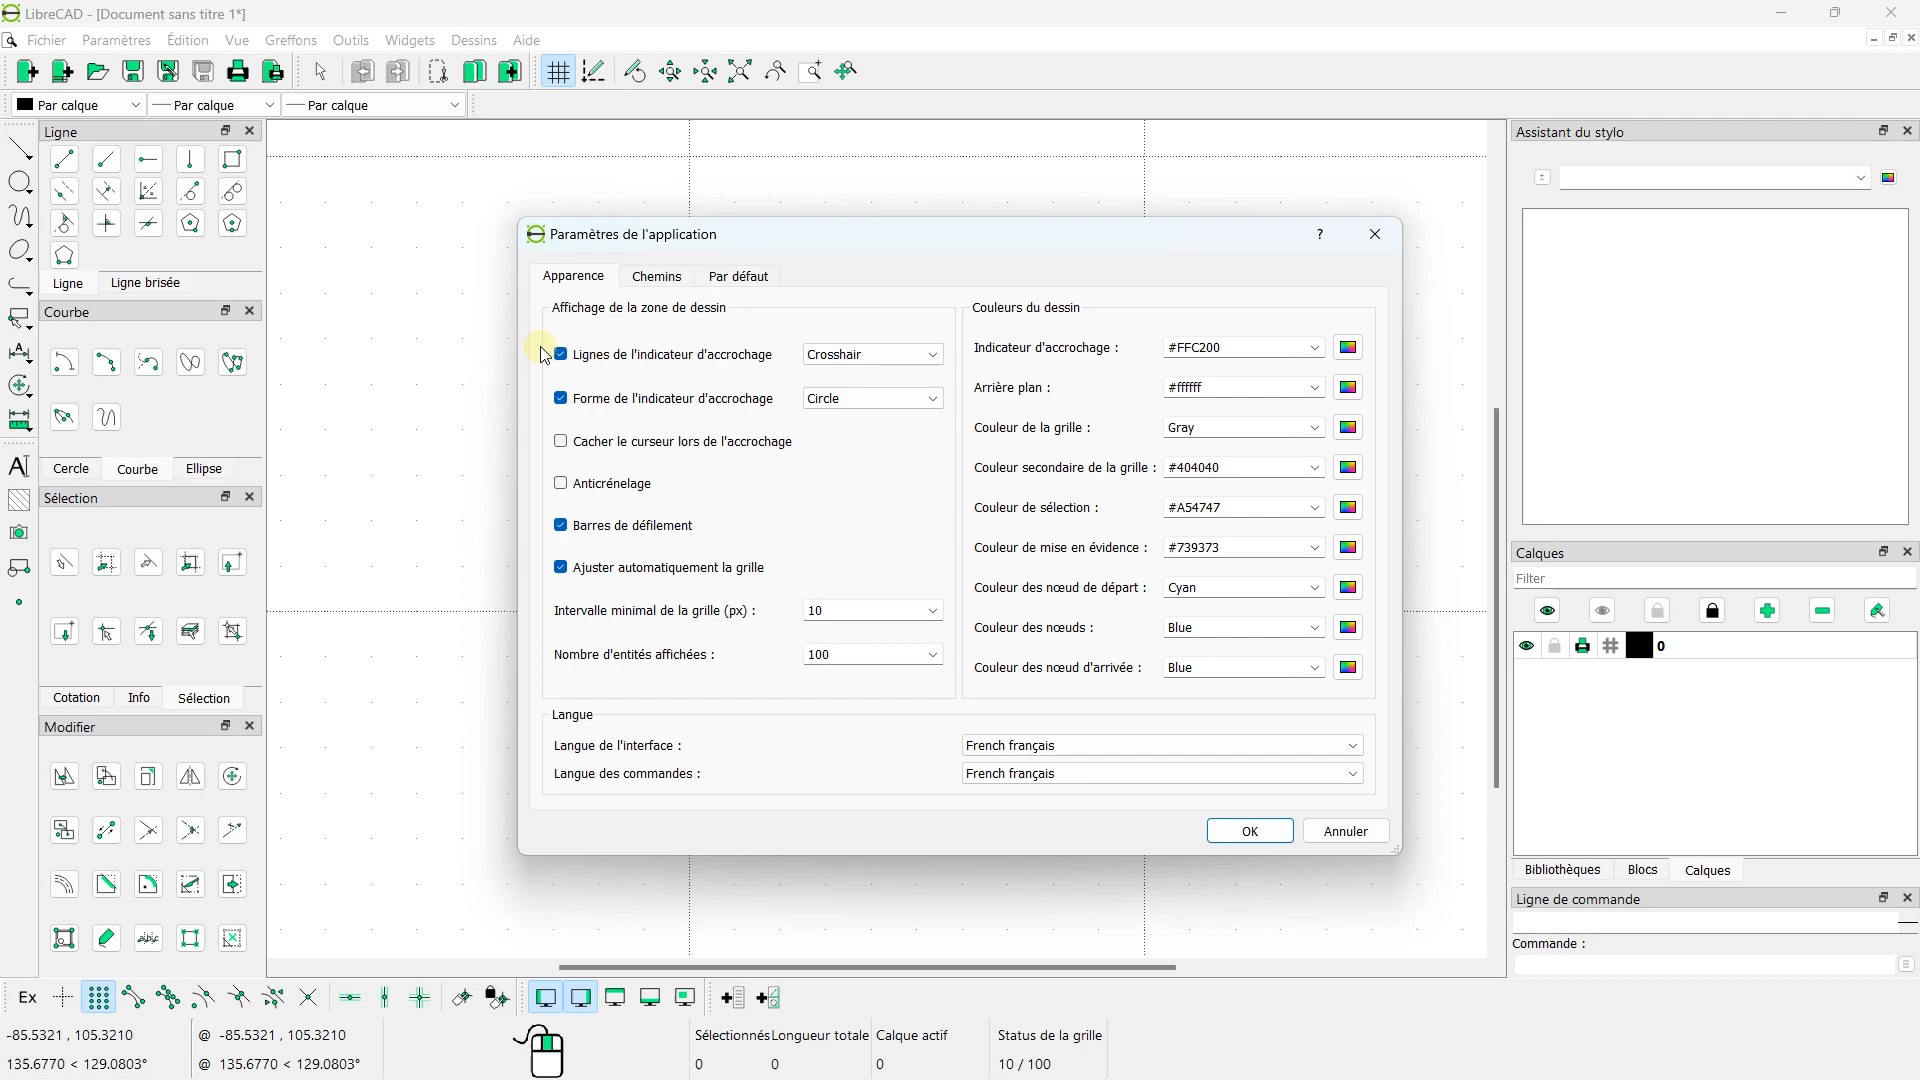 LibreCAD - [Document sans titre 1*]
Fichier Paramètres Édition Vue Greffons Outils Widgets Dessins Aide
Par calque Par calque Par calque
Ligne
Ligne Ligne brisée
Courbe
Cercle Courbe Ellipse
Sélection
Cotation Info Sélection
Modifier
Paramètres de l'application ?
Apparence Chemins Par défaut
Affichage de la zone de dessin
Lignes de l'indicateur d'accrochage Crosshair
Forme de l'indicateur d'accrochage Circle
Cacher le curseur lors de l'accrochage
Anticrénelage
Barres de défilement
Ajuster automatiquement la grille
Intervalle minimal de la grille (px) : 10
Nombre d'entités affichées : 100
Couleurs du dessin
Indicateur d'accrochage : #FFC200
Arrière plan : #ffffff
Couleur de la grille : Gray
Couleur secondaire de la grille : #404040
Couleur de sélection : #A54747
Couleur de mise en évidence : #739373
Couleur des nœud de départ : Cyan
Couleur des nœuds : Blue
Couleur des nœud d'arrivée : Blue
Langue
Langue de l'interface : French français
Langue des commandes : French français
OK Annuler
Assistant du stylo
Calques
Filter
0
Bibliothèques Blocs Calques
Ligne de commande
Commande :
Ex
-85.5321 , 105.3210 @ -85.5321 , 105.3210
135.6770 < 129.0803° @ 135.6770 < 129.0803°
Sélectionnés Longueur totale Calque actif Status de la grille
0 0 0 10 / 100